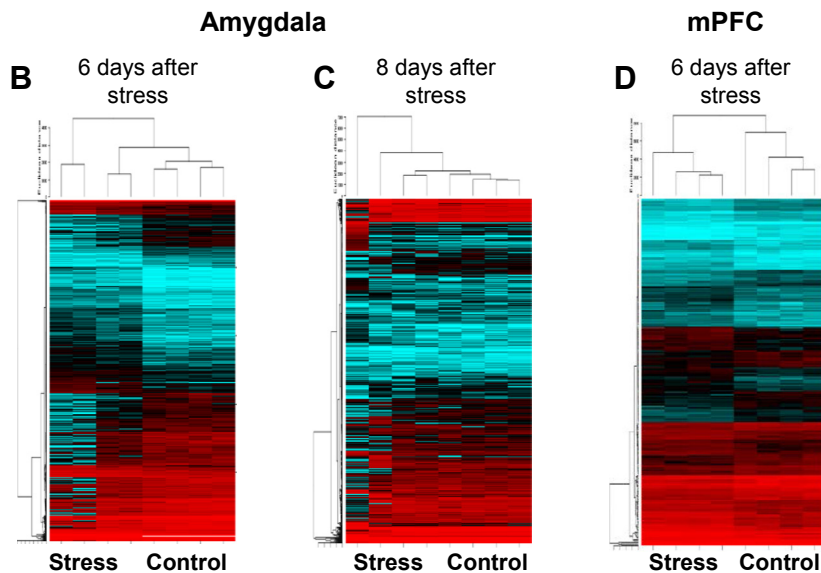 Amygdala
mPFC
B
6 days after
stress
C
8 days after
stress
D
6 days after
stress
Stress Control
Stress Control
Stress Control